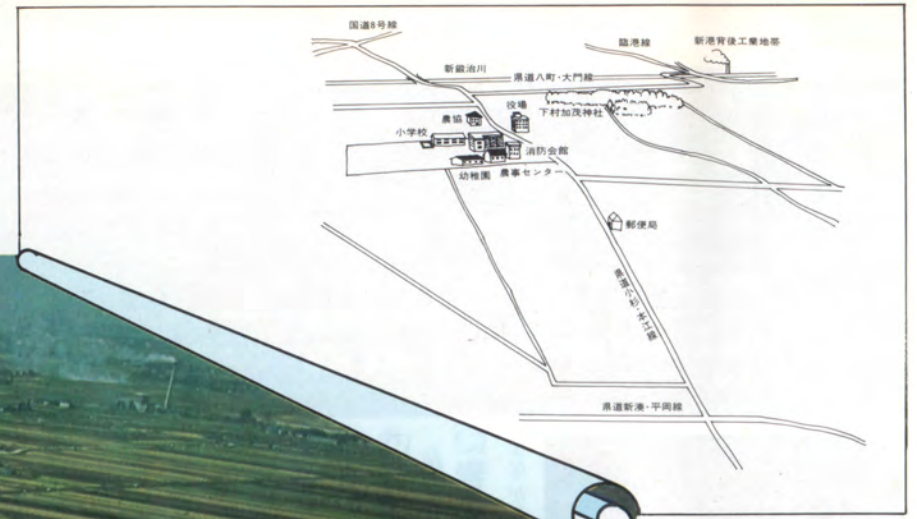 国道8号線
臨港線
新港背後工業地帯
新鍛治川
県道八町・大門線
農協
役場
下村加茂神社
小学校
消防会館
幼稚園
農事センター
郵便局
県道小杉・本江線
県道新湊・平岡線